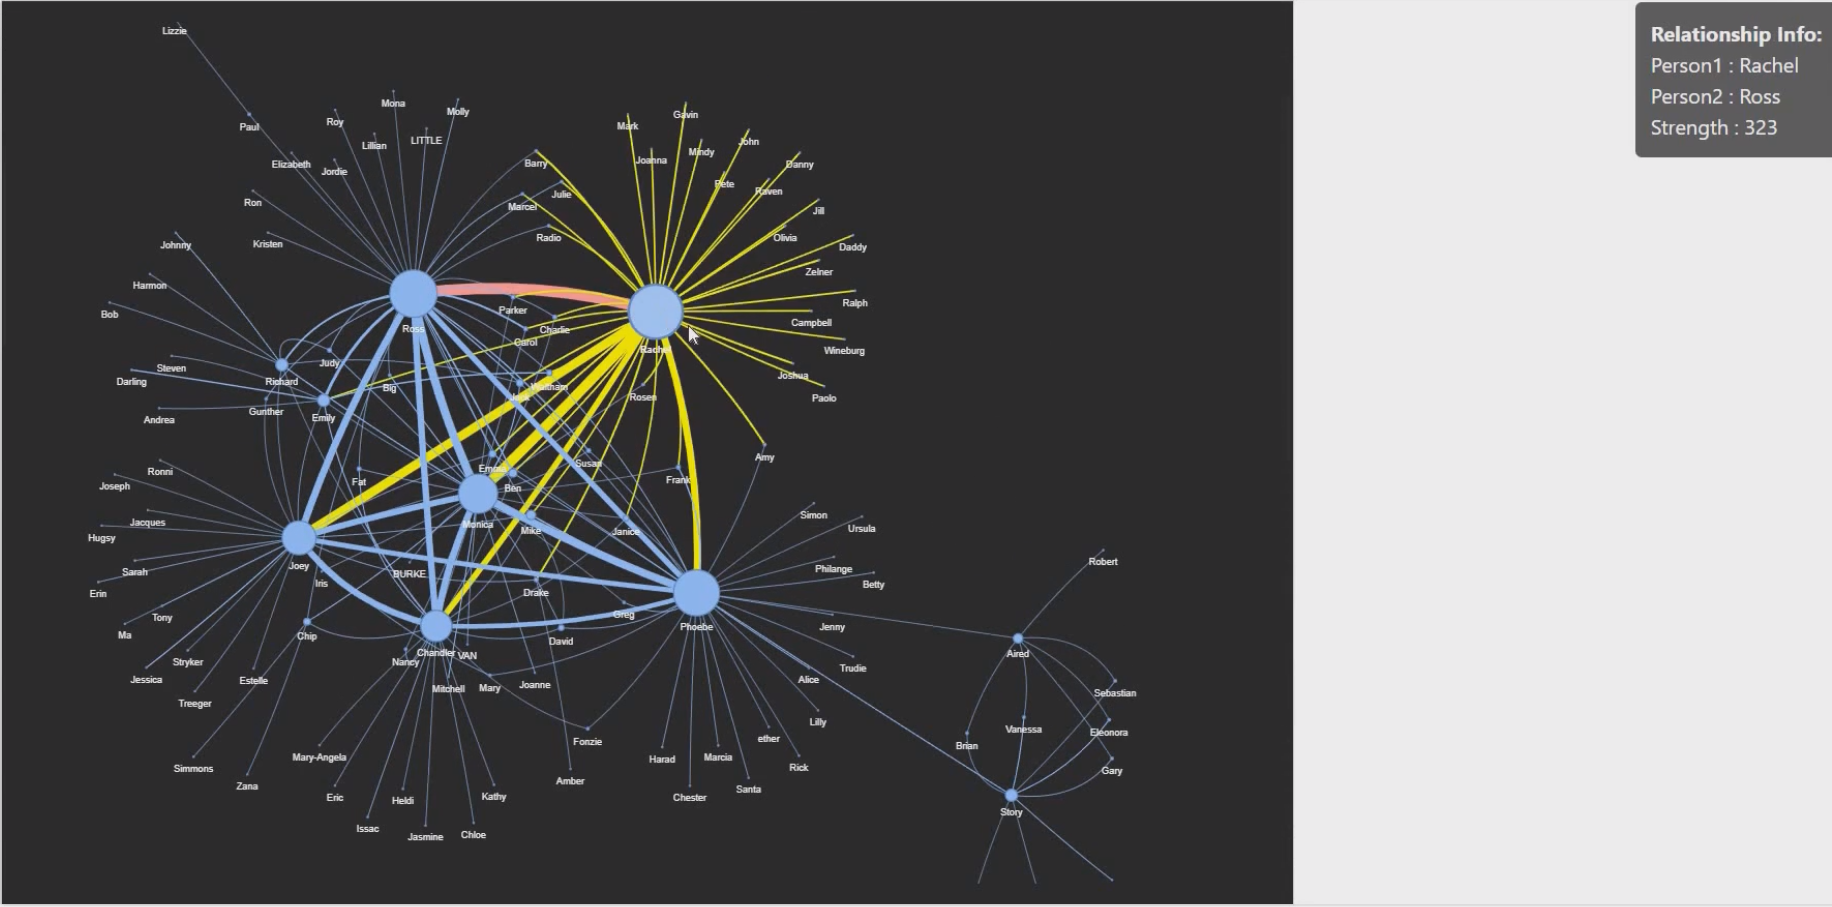 Relationship Info:
Person1 : Rachel
Person2 : Ross
Strength : 323
Lizzie
Mona
Molly
Gavin
Paul
Roy
Mark
LITTLE
Lillian
John
Mindy
Elizabeth
Jordie
Barry
Joanna
Danny
Pete
Raven
Ron
Julie
Marcel
Jill
Johnny
Kristen
Radio
Olivia
Daddy
Zelner
Harmon
Bob
Parker
Ralph
Ross
Charlie
Campbell
Carol
Rachel
Wineburg
Judy
Steven
Darling
Richard
Big
Joshua
Rosen
Paolo
Gunther
Emily
Andrea
Ronni
Joseph
Fat
Emma
Ben
Susan
Frank
Amy
Jacques
Hugsy
Monica
Mike
Janice
Simon
Ursula
Joey
Sarah
Iris
BURKE
Philange
Betty
Robert
Erin
Drake
Tony
Ma
Chip
Greg
Phoebe
Jenny
David
Stryker
Nancy
Chandler
VAN
Aired
Jessica
Estelle
Mitchell
Mary
Joanne
Alice
Trudie
Sebastian
Treeger
Lilly
Vanessa
Eleonora
Fonzie
ether
Brian
Simmons
Mary-Angela
Harad
Marcia
Rick
Gary
Zana
Eric
Heldi
Kathy
Amber
Chester
Santa
Story
Issac
Jasmine
Chloe